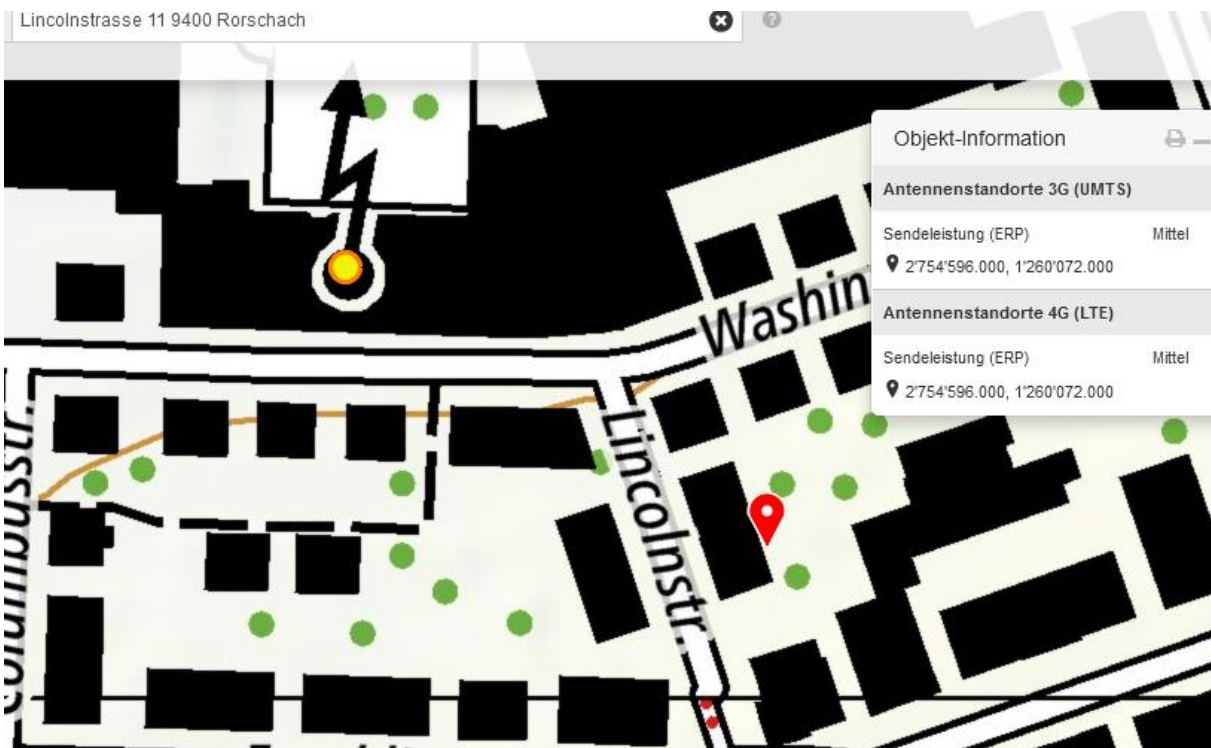 Lincolnstrasse 11 9400 Rorschach
Objekt-Information
Antennenstandorte 3G (UMTS)
Sendeleistung (ERP) Mittel
2'754'596.000, 1'260'072.000
Antennenstandorte 4G (LTE)
Sendeleistung (ERP) Mittel
2'754'596.000, 1'260'072.000
Washin
Lincolnstr.